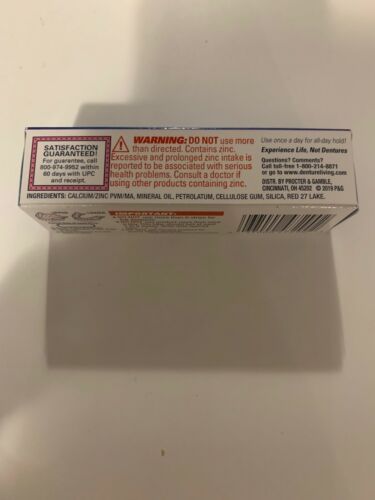 SATISFACTION
GUARANTEED!
For guarantee, call
800-874-9952 within
60 days with UPC
and receipt.
WARNING: DO NOT use more
than directed. Contains zinc.
Excessive and prolonged zinc intake is
reported to be associated with serious
health problems. Consult a doctor if
using other products containing zinc.
Use once a day for all-day hold!
Experience Life, Not Dentures
Questions? Comments?
Call toll-free 1-800-214-8871
or go to www.dentureliving.com
DISTR. BY PROCTER & GAMBLE,
CINCINNATI, OH 45202 © 2019 P&G
INGREDIENTS: CALCIUM/ZINC PVM/MA, MINERAL OIL, PETROLATUM, CELLULOSE GUM, SILICA, RED 27 LAKE.
IMPORTANT: